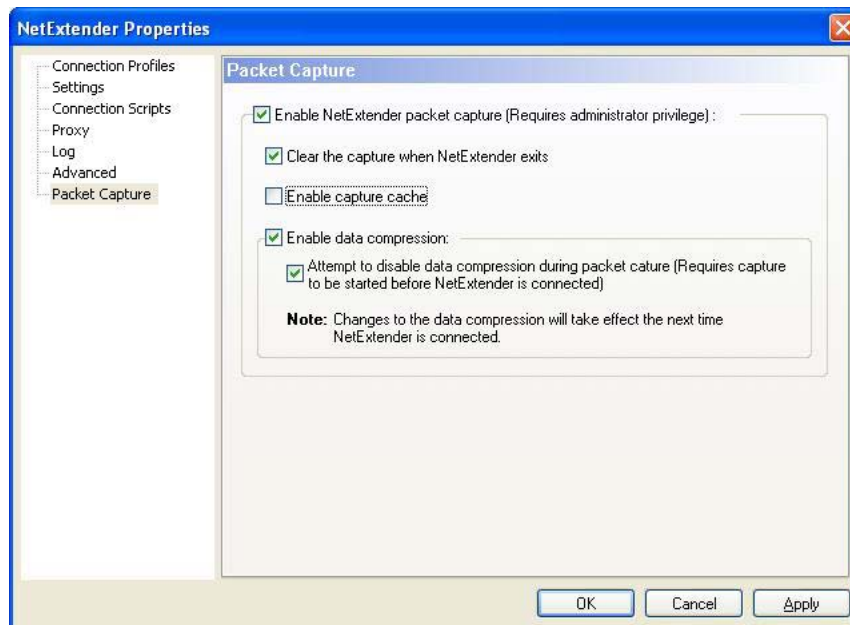 NetExtender Properties
Connection Profiles
Settings
Connection Scripts
Proxy
Log
Advanced
Packet Capture
Packet Capture
Enable NetExtender packet capture (Requires administrator privilege) :
Clear the capture when NetExtender exits
Enable capture cache
Enable data compression:
Attempt to disable data compression during packet cature (Requires capture
to be started before NetExtender is connected)
Note: Changes to the data compression will take effect the next time
NetExtender is connected.
OK
Cancel
Apply